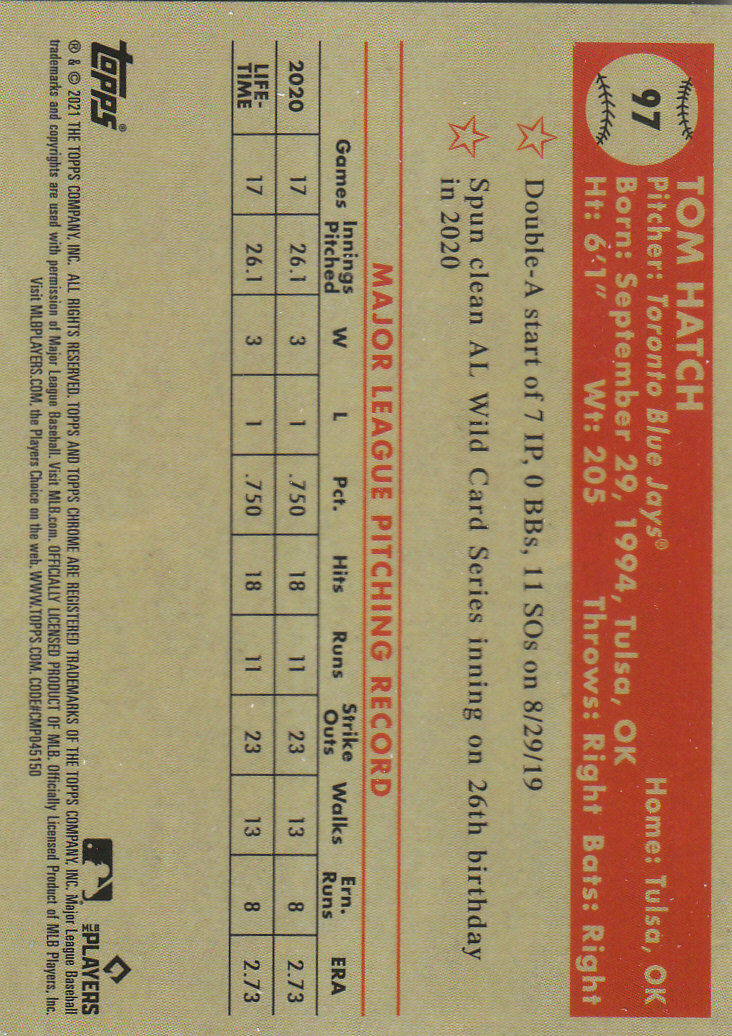 97
TOM HATCH
Pitcher: Toronto Blue Jays® Home: Tulsa, OK
Born: September 29, 1994, Tulsa, OK
Ht: 6'1" Wt: 205 Throws: Right Bats: Right
Double-A start of 7 IP, 0 BBs, 11 SOs on 8/29/19
Spun clean AL Wild Card Series inning on 26th birthday
in 2020
MAJOR LEAGUE PITCHING RECORD
Games Innings Pitched W L Pct. Hits Runs Strike Outs Walks Ern. Runs ERA
2020 17 26.1 3 1 .750 18 11 23 13 8 2.73
LIFE-TIME 17 26.1 3 1 .750 18 11 23 13 8 2.73
topps®
MLB PLAYERS
® & © 2021 THE TOPPS COMPANY, INC. ALL RIGHTS RESERVED. TOPPS AND TOPPS CHROME ARE REGISTERED TRADEMARKS OF THE TOPPS COMPANY, INC. Major League Baseball
trademarks and copyrights are used with permission of Major League Baseball. Visit MLB.com. OFFICIALLY LICENSED PRODUCT OF MLB. Officially Licensed Product of MLB Players, Inc.
Visit MLBPLAYERS.COM, the Players Choice on the web. WWW.TOPPS.COM. CODE#CMP045150